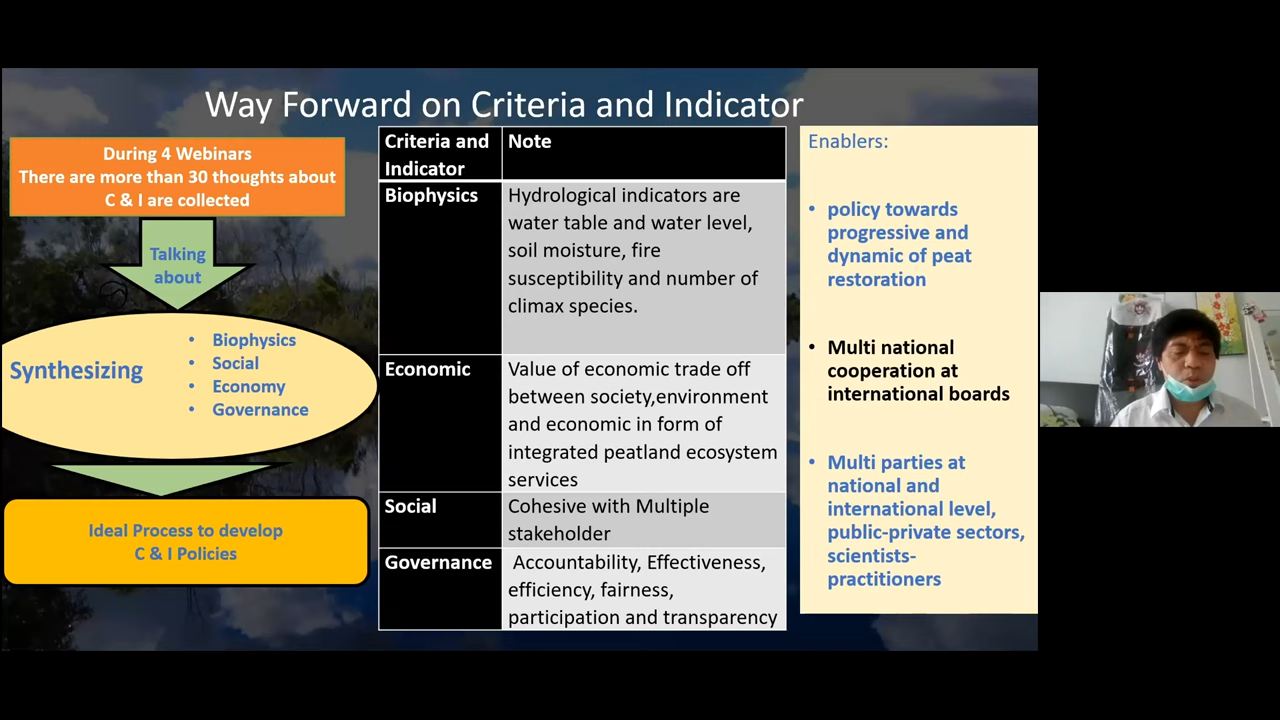 Way Forward on Criteria and Indicator
During 4 Webinars
There are more than 30 thoughts about
C & I are collected
Talking
about
Synthesizing
• Biophysics
• Social
• Economy
• Governance
Ideal Process to develop
C & I Policies
Criteria and
Indicator
Note
Biophysics
Hydrological indicators are
water table and water level,
soil moisture, fire
susceptibility and number of
climax species.
Economic
Value of economic trade off
between society,environment
and economic in form of
integrated peatland ecosystem
services
Social
Cohesive with Multiple
stakeholder
Governance
Accountability, Effectiveness,
efficiency, fairness,
participation and transparency
Enablers:
• policy towards
progressive and
dynamic of peat
restoration
• Multi national
cooperation at
international boards
• Multi parties at
national and
international level,
public-private sectors,
scientists-
practitioners